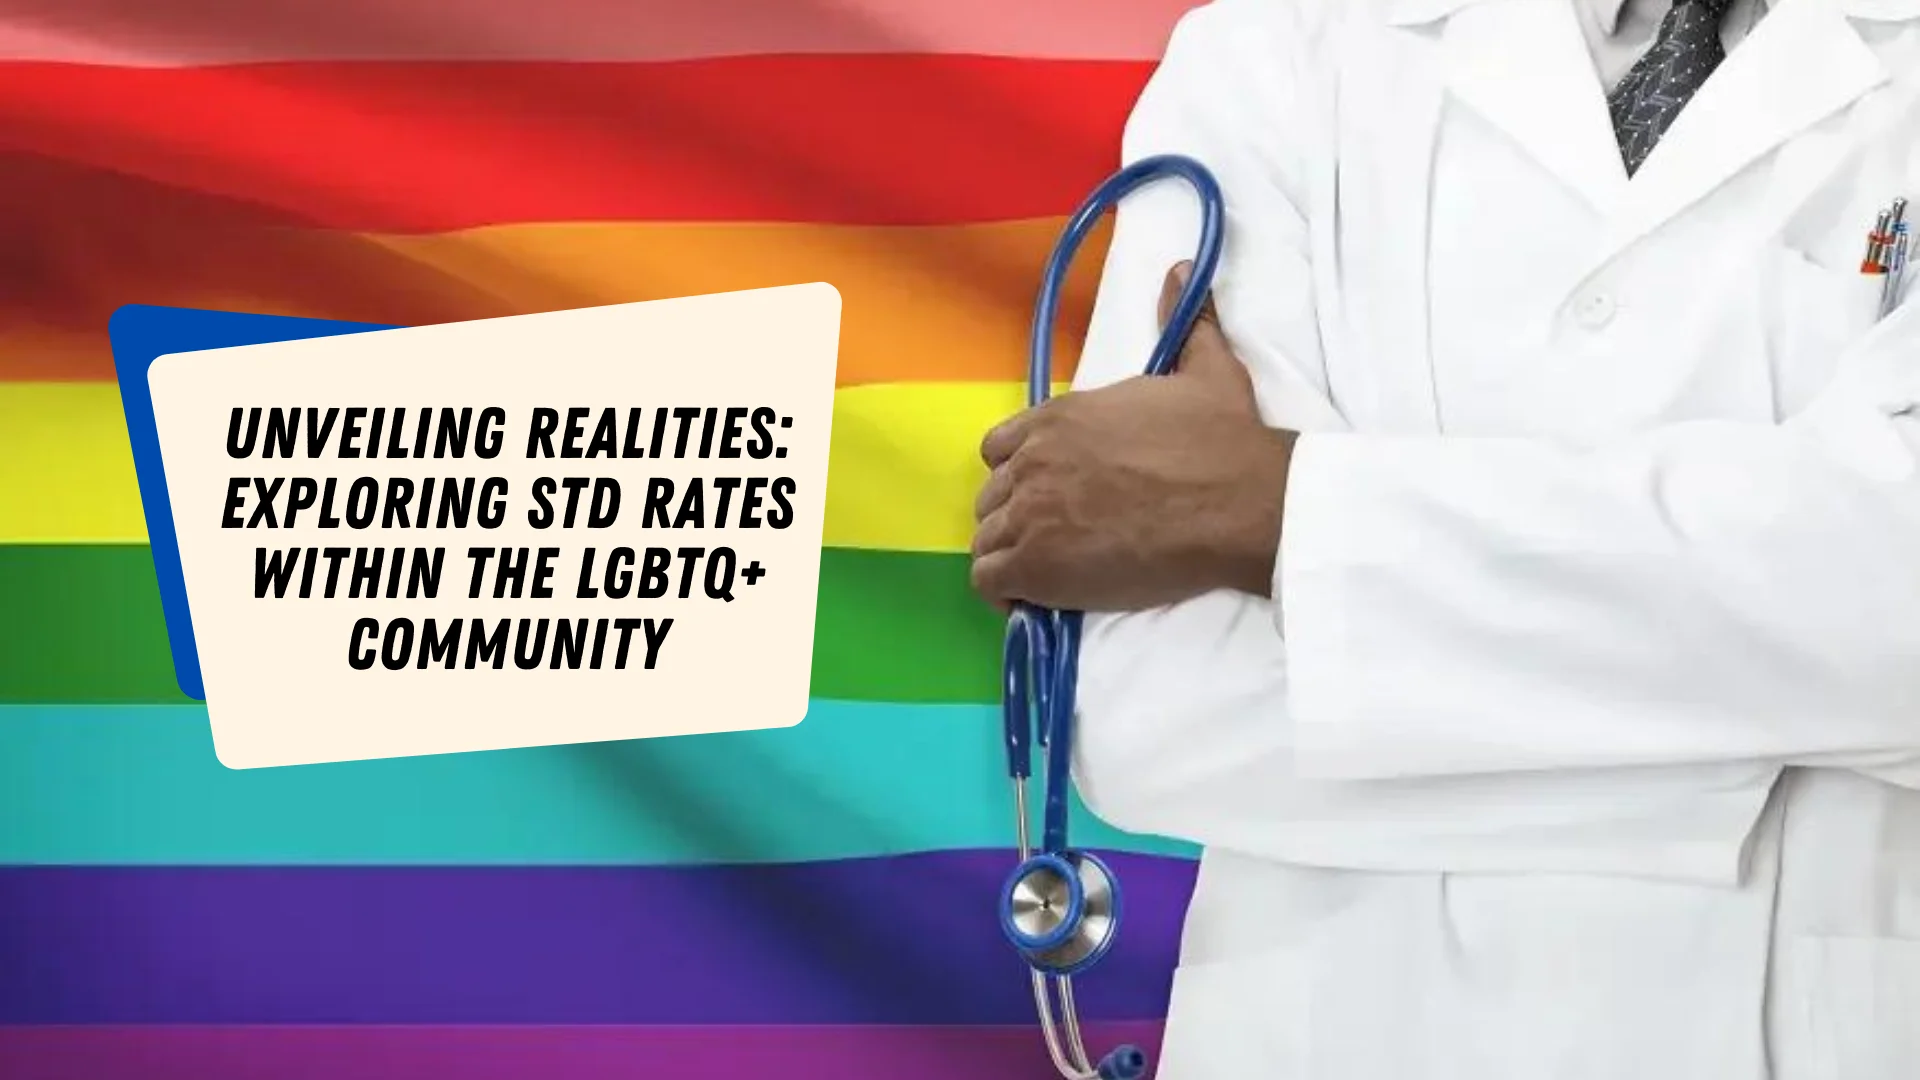 UNVEILING REALITIES:
EXPLORING STD RATES
WITHIN THE LGBTQ+
COMMUNITY